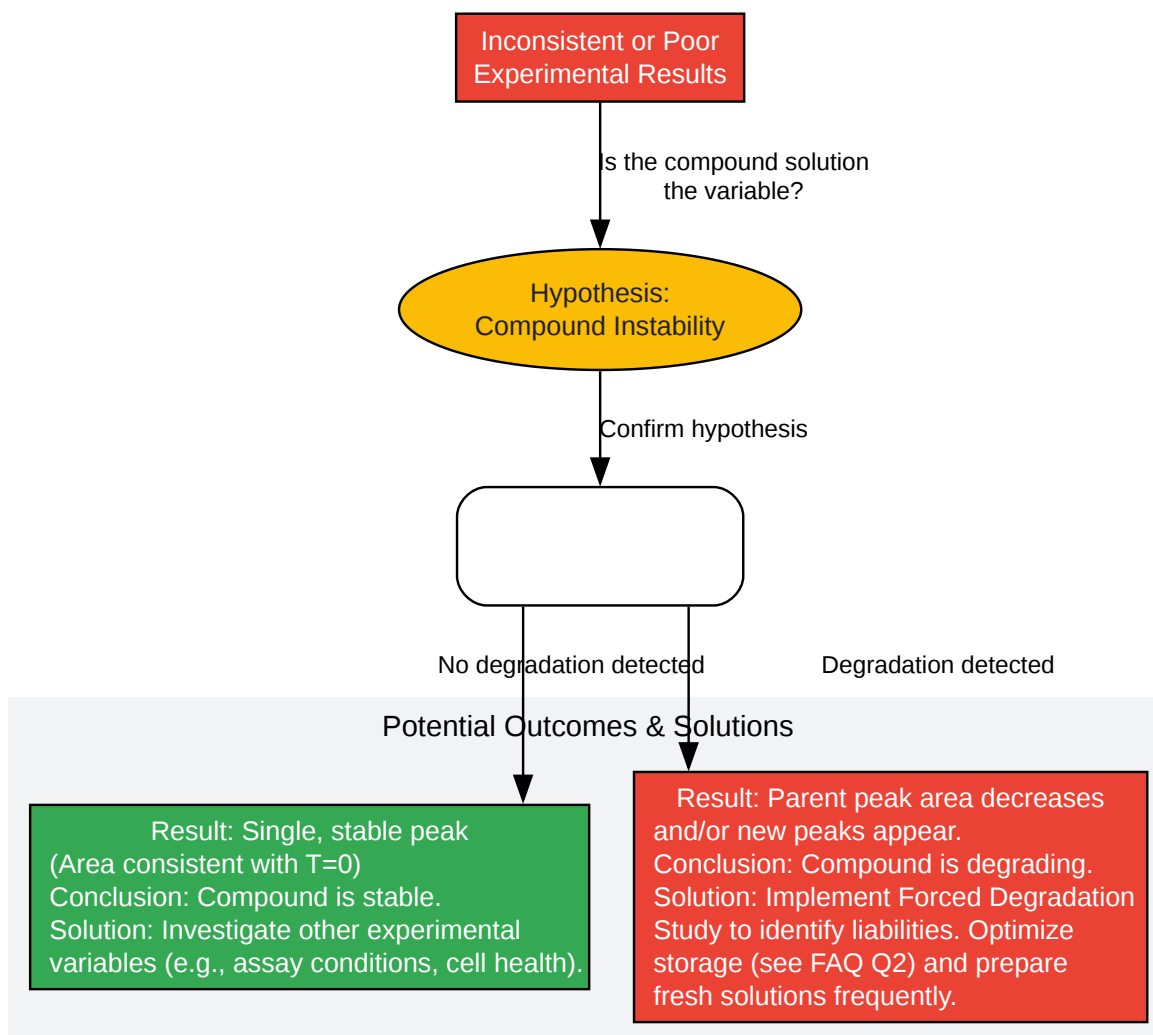 Inconsistent or Poor
Experimental Results
Is the compound solution
the variable?
Hypothesis:
Compound Instability
Confirm hypothesis
No degradation detected
Degradation detected
Potential Outcomes & Solutions
Result: Single, stable peak
(Area consistent with T=0)
Conclusion: Compound is stable.
Solution: Investigate other experimental
variables (e.g., assay conditions, cell health).
Result: Parent peak area decreases
and/or new peaks appear.
Conclusion: Compound is degrading.
Solution: Implement Forced Degradation
Study to identify liabilities. Optimize
storage (see FAQ Q2) and prepare
fresh solutions frequently.